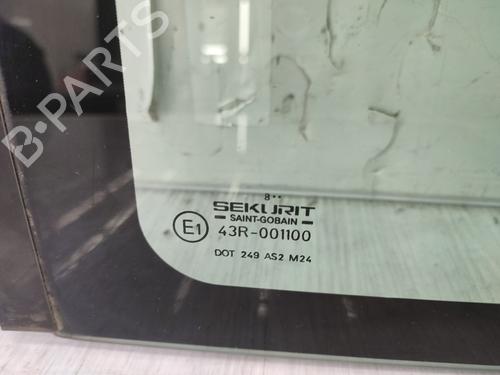 B-PARTS
8**
SEKURIT
SAINT-GOBAIN
E1 43R-001100
DOT 249 AS2 M24